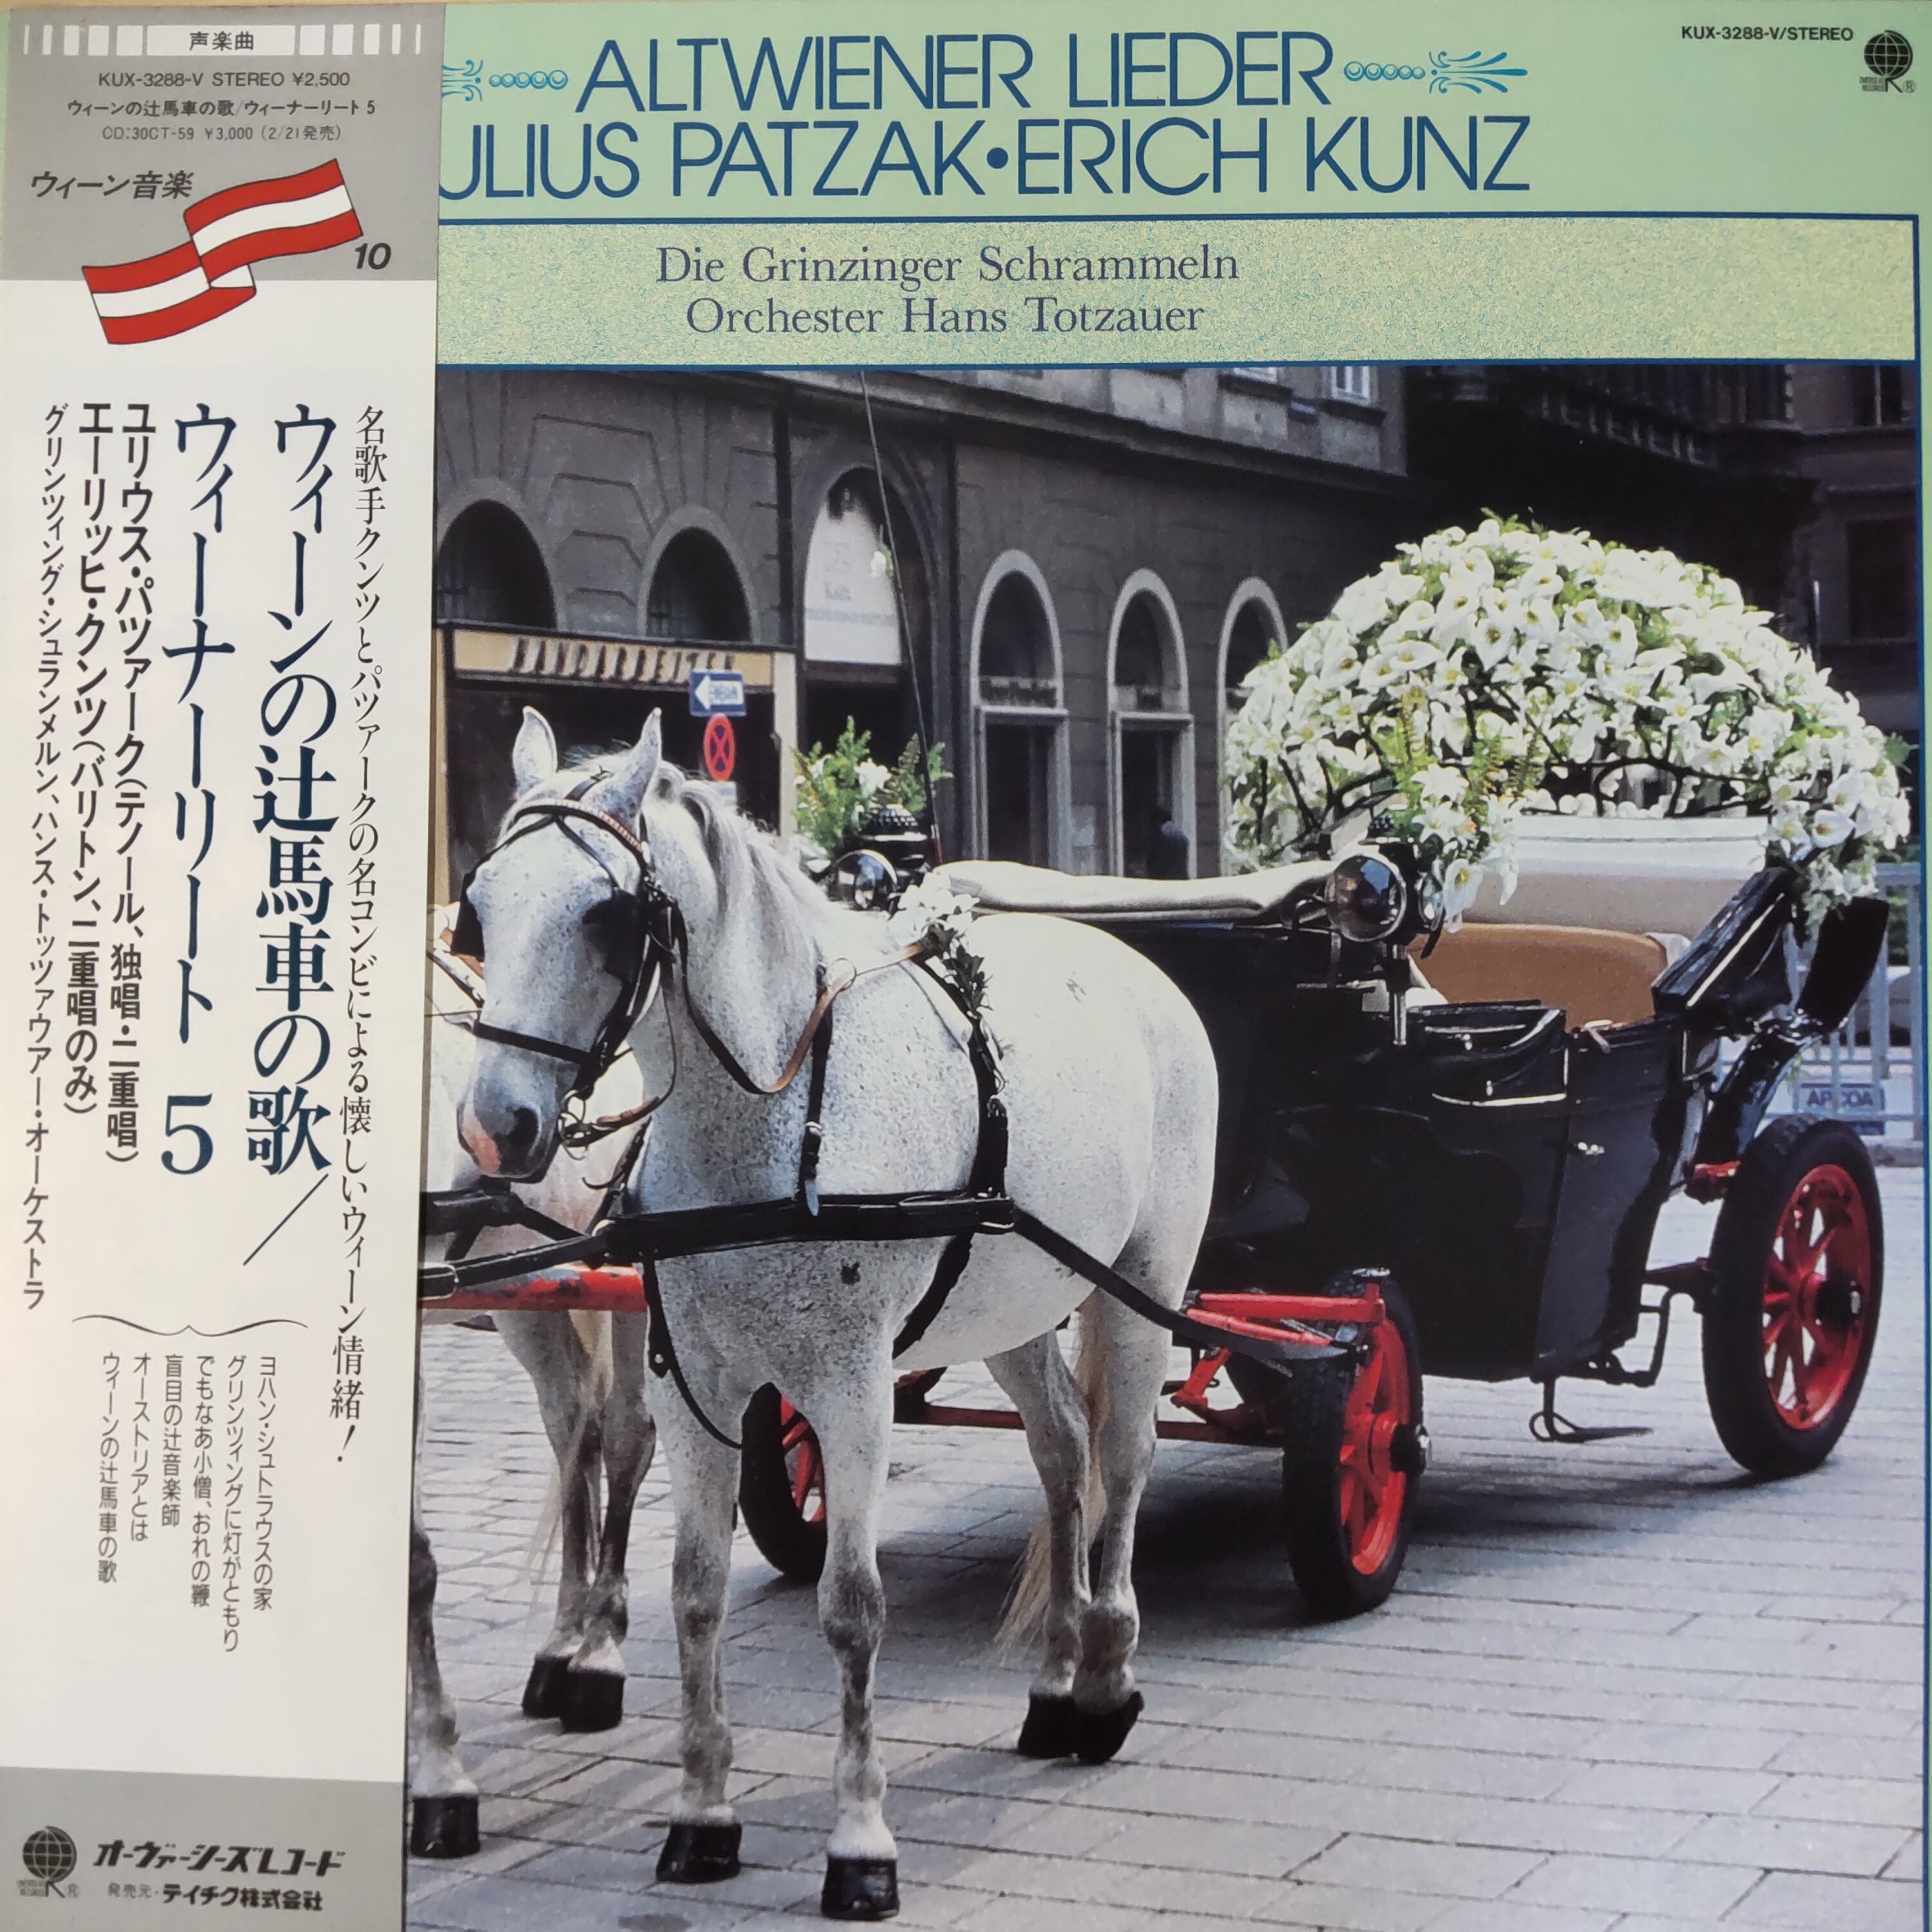 声楽曲
KUX-3288-V STEREO ¥2,500
ウィーンの辻馬車の歌/ウィーナーリート 5
CD:30CT-59 ¥3,000 (2/21発売)
ウィーン音楽
10
名歌手クンツとパツァークの名コンビによる懐しいウィーン情緒!
ウィーンの辻馬車の歌/
ウィーナーリート 5
ユリウス・パツァーク(テノール、独唱・二重唱)
エーリッヒ・クンツ(バリトン、二重唱のみ)
グリンツィング・シュランメルン、ハンス・トッツァウアー・オーケストラ
ヨハン・シュトラウスの家
グリンツィングに灯がともり
でもなあ小僧、おれの鞭
盲目の辻音楽師
オーストリアとは
ウィーンの辻馬車の歌
オーヴァーシーズレコード
発売元・テイチク株式会社
ALTWIENER LIEDER
ULIUS PATZAK•ERICH KUNZ
KUX-3288-V/STEREO
Die Grinzinger Schrammeln
Orchester Hans Totzauer
HANDARBEITEN
APCOA